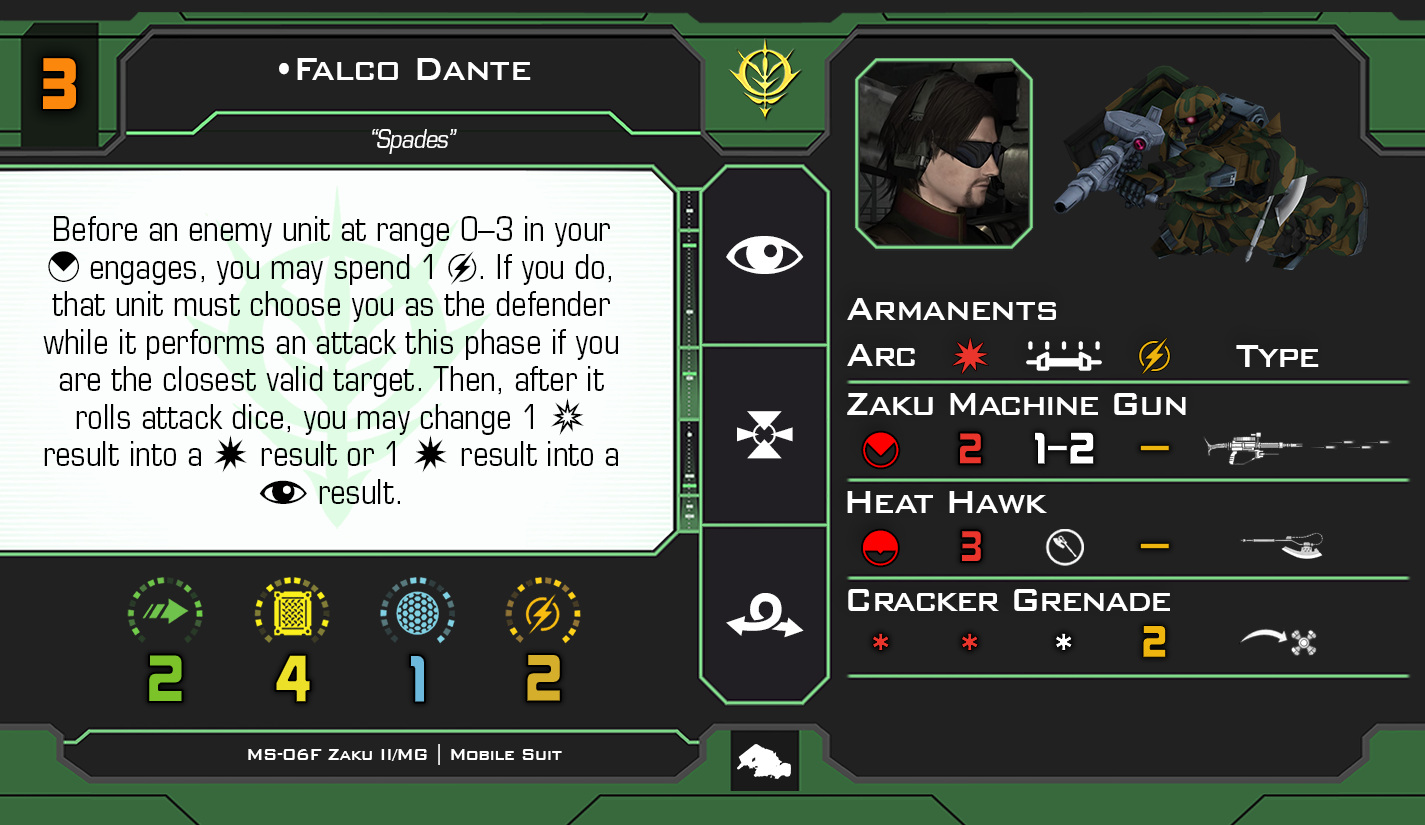 3
•Falco Dante
“Spades”
Before an enemy unit at range 0–3 in your
engages, you may spend 1 . If you do,
that unit must choose you as the defender
while it performs an attack this phase if you
are the closest valid target. Then, after it
rolls attack dice, you may change 1
result into a result or 1 result into a
result.
2 4 1 2
MS-06F Zaku II/MG | Mobile Suit
Armanents
Arc Type
Zaku Machine Gun
2 1–2 –
Heat Hawk
3 –
Cracker Grenade
* * * 2